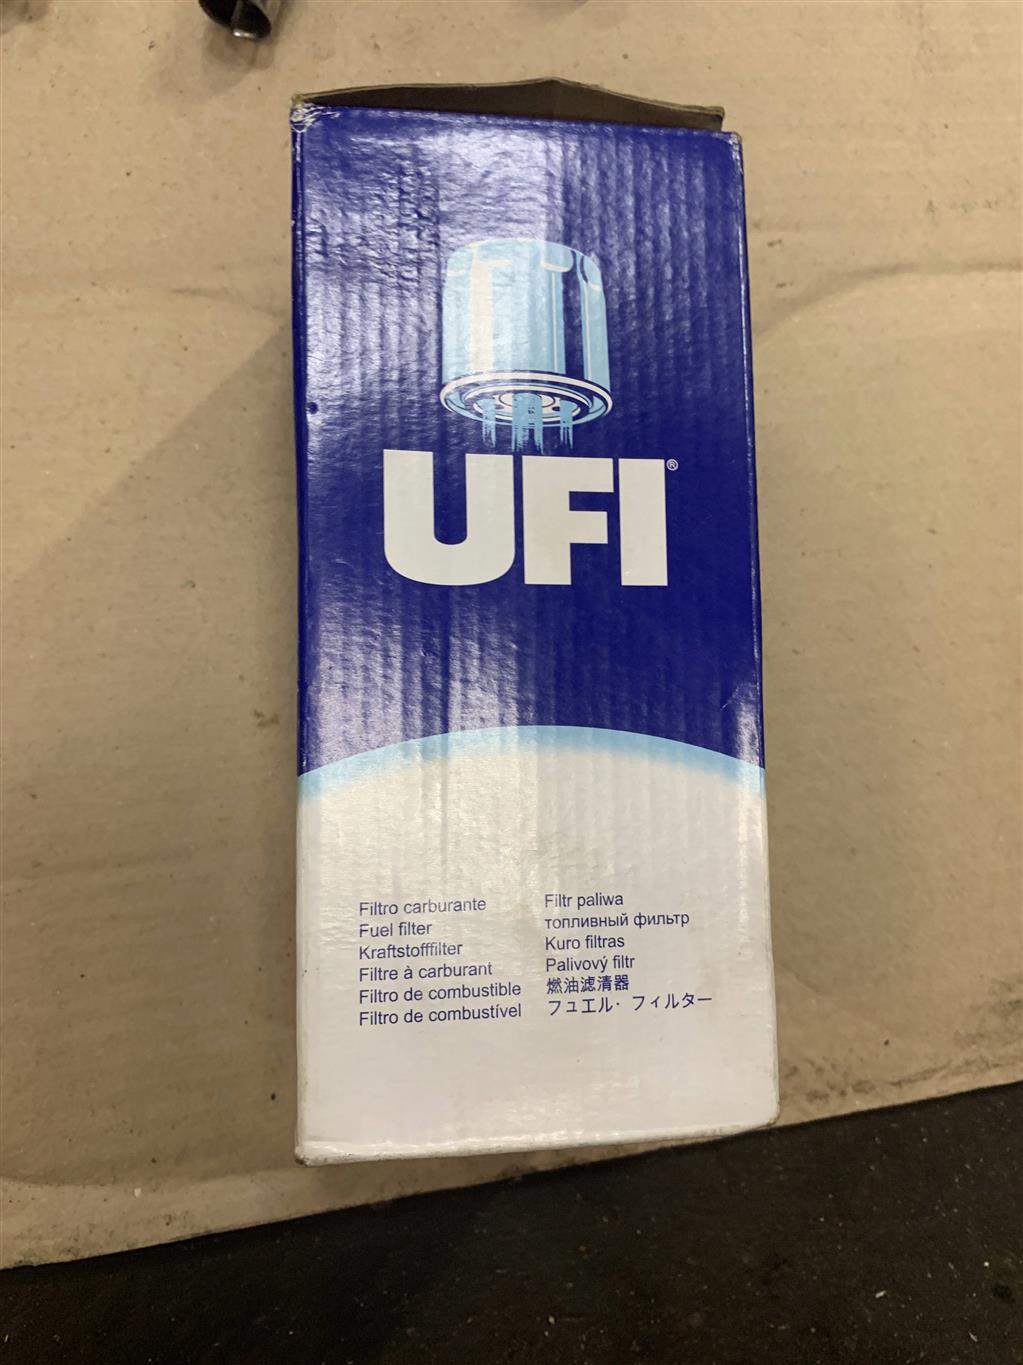 UFI®
Filtro carburante
Fuel filter
Kraftstofffilter
Filtre à carburant
Filtro de combustible
Filtro de combustível
Filtr paliwa
топливный фильтр
Kuro filtras
Palivový filtr
燃油滤清器
フュエル・フィルター